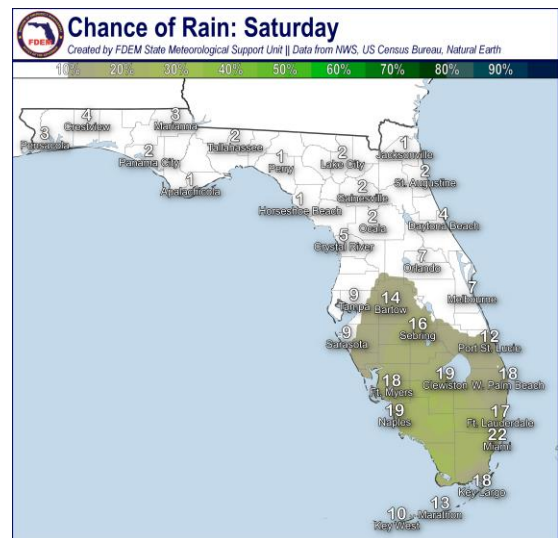 FDEM
Chance of Rain: Saturday
Created by FDEM State Meteorological Support Unit || Data from NWS, US Census Bureau, Natural Earth
10% 20% 30% 40% 50% 60% 70% 80% 90%
4
Crestview
3
Marianna
3
Pensacola
2
Tallahassee
2
Panama City
1
Apalachicola
1
Perry
2
Lake City
1
Jacksonville
2
St. Augustine
2
Gainesville
1
Horseshoe Beach
2
Ocala
4
Daytona Beach
5
Crystal River
7
Orlando
7
Melbourne
9
Tampa
14
Bartow
16
Sebring
9
Sarasota
12
Port St. Lucie
18
Ft. Myers
19
Clewiston
18
W. Palm Beach
19
Naples
17
Ft. Lauderdale
22
Miami
18
Key Largo
13
Marathon
10
Key West